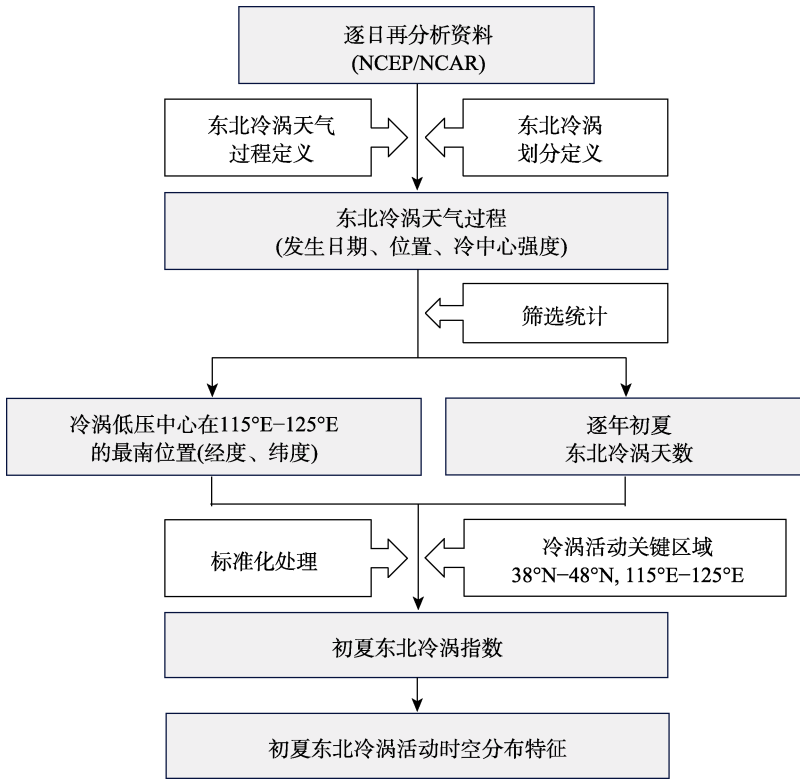 逐日再分析资料
(NCEP/NCAR)
东北冷涡天气
过程定义
东北冷涡
划分定义
东北冷涡天气过程
(发生日期、位置、冷中心强度)
筛选统计
冷涡低压中心在115°E−125°E
的最南位置(经度、纬度)
逐年初夏
东北冷涡天数
标准化处理
冷涡活动关键区域
38°N−48°N, 115°E−125°E
初夏东北冷涡指数
初夏东北冷涡活动时空分布特征